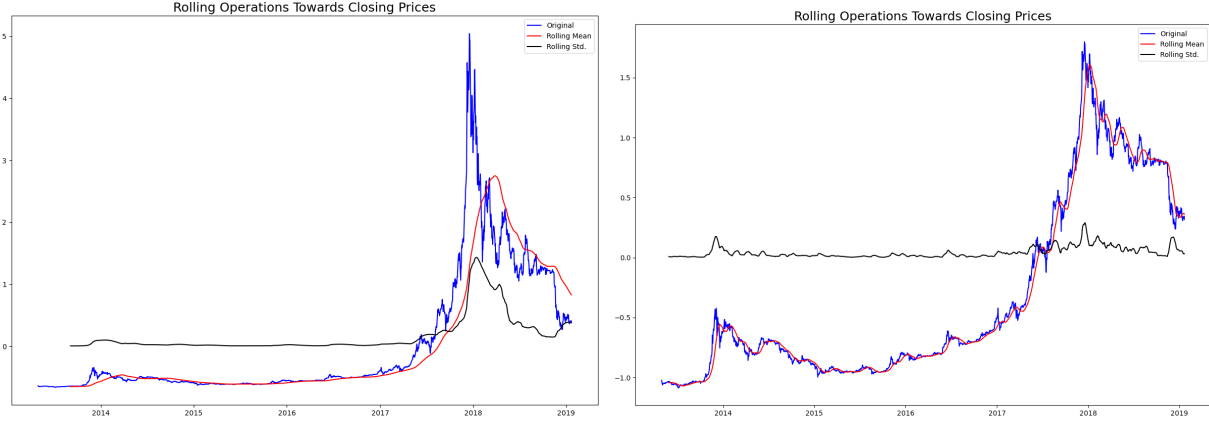 Rolling Operations Towards Closing Prices
Original
Rolling Mean
Rolling Std.
5
4
3
2
1
0
2014 2015 2016 2017 2018 2019
Rolling Operations Towards Closing Prices
Original
Rolling Mean
Rolling Std.
1.5
1.0
0.5
0.0
−0.5
−1.0
2014 2015 2016 2017 2018 2019